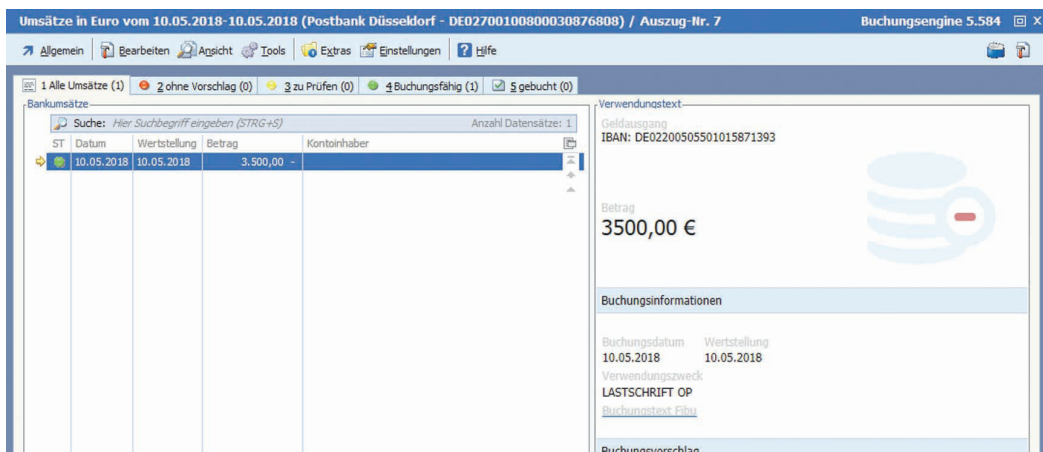 Umsätze in Euro vom 10.05.2018-10.05.2018 (Postbank Düsseldorf - DE02700100800030876808) / Auszug-Nr. 7 Buchungsengine 5.584
Allgemein Bearbeiten Ansicht Tools Extras Einstellungen Hilfe
1 Alle Umsätze (1) 2 ohne Vorschlag (0) 3 zu Prüfen (0) 4 Buchungsfähig (1) 5 gebucht (0)
Bankumsätze
Suche: Hier Suchbegriff eingeben (STRG+S) Anzahl Datensätze: 1
ST Datum Wertstellung Betrag Kontoinhaber
10.05.2018 10.05.2018 3.500,00 -
Verwendungstext
Geldausgang
IBAN: DE02200505501015871393
Betrag
3500,00 €
Buchungsinformationen
Buchungsdatum Wertstellung
10.05.2018 10.05.2018
Verwendungszweck
LASTSCHRIFT OP
Buchungstext Fibu
Buchungsvorschlag